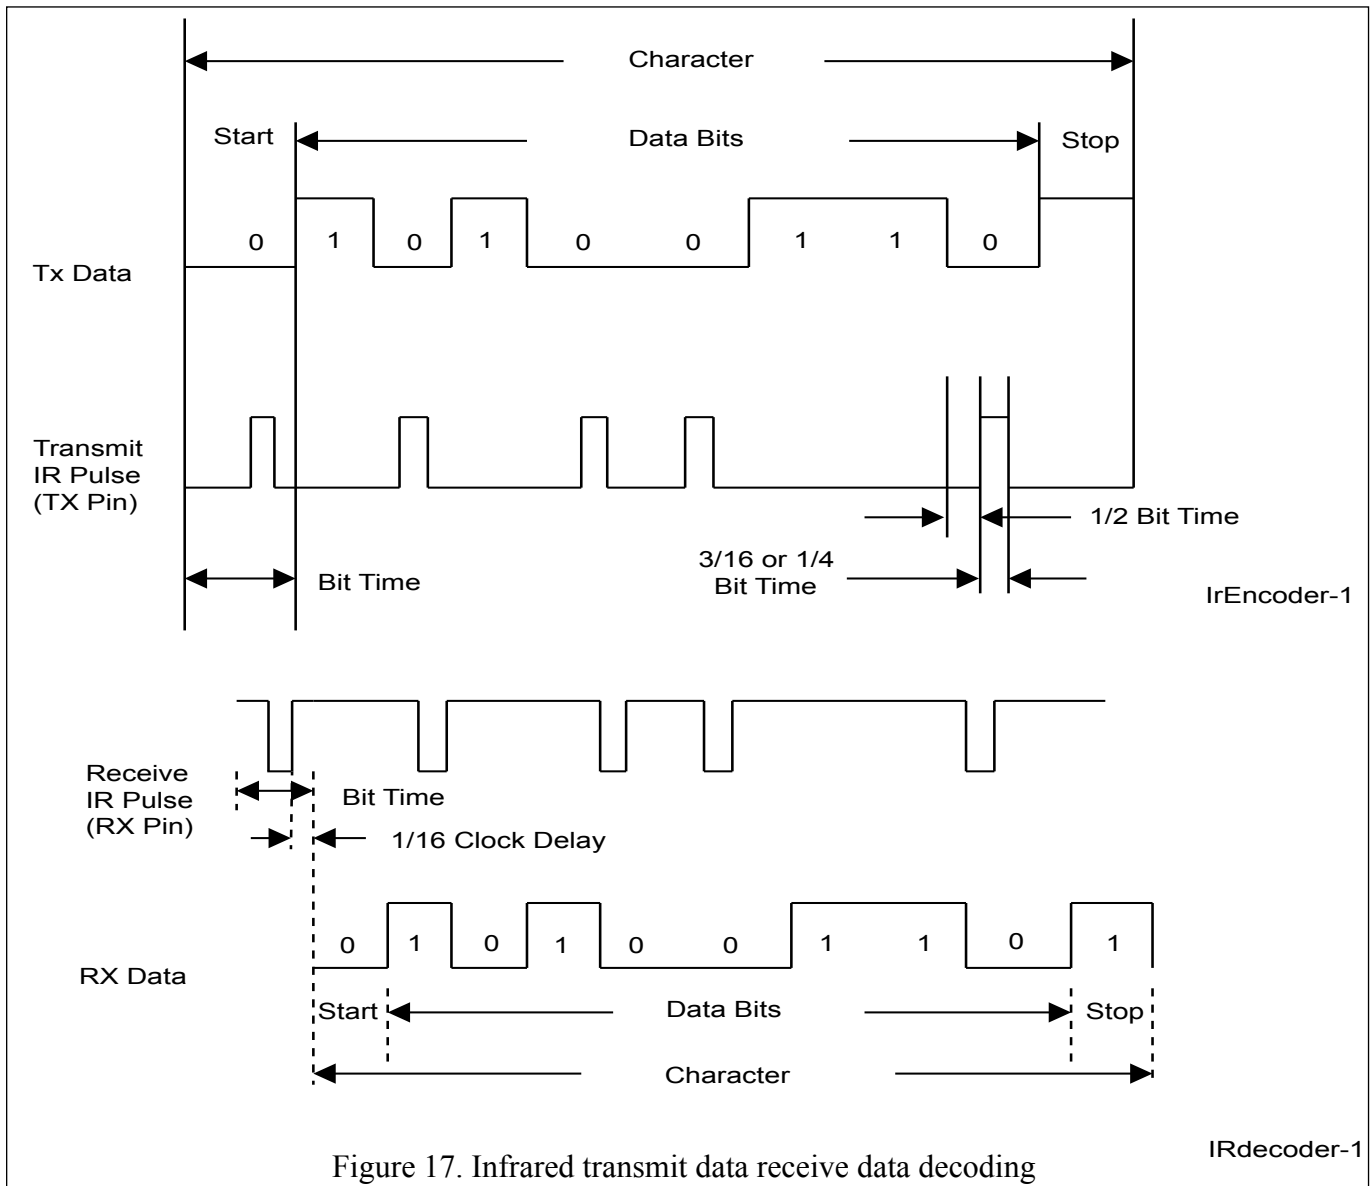 Character
Start
Data Bits
Stop
0 1 0 1 0 0 1 1 0
Tx Data
Transmit
IR Pulse
(TX Pin)
1/2 Bit Time
3/16 or 1/4
Bit Time
Bit Time
IrEncoder-1
Receive
IR Pulse
(RX Pin)
Bit Time
1/16 Clock Delay
0 1 0 1 0 0 1 1 0 1
RX Data
Start
Data Bits
Stop
Character
IRdecoder-1
Figure 17. Infrared transmit data receive data decoding